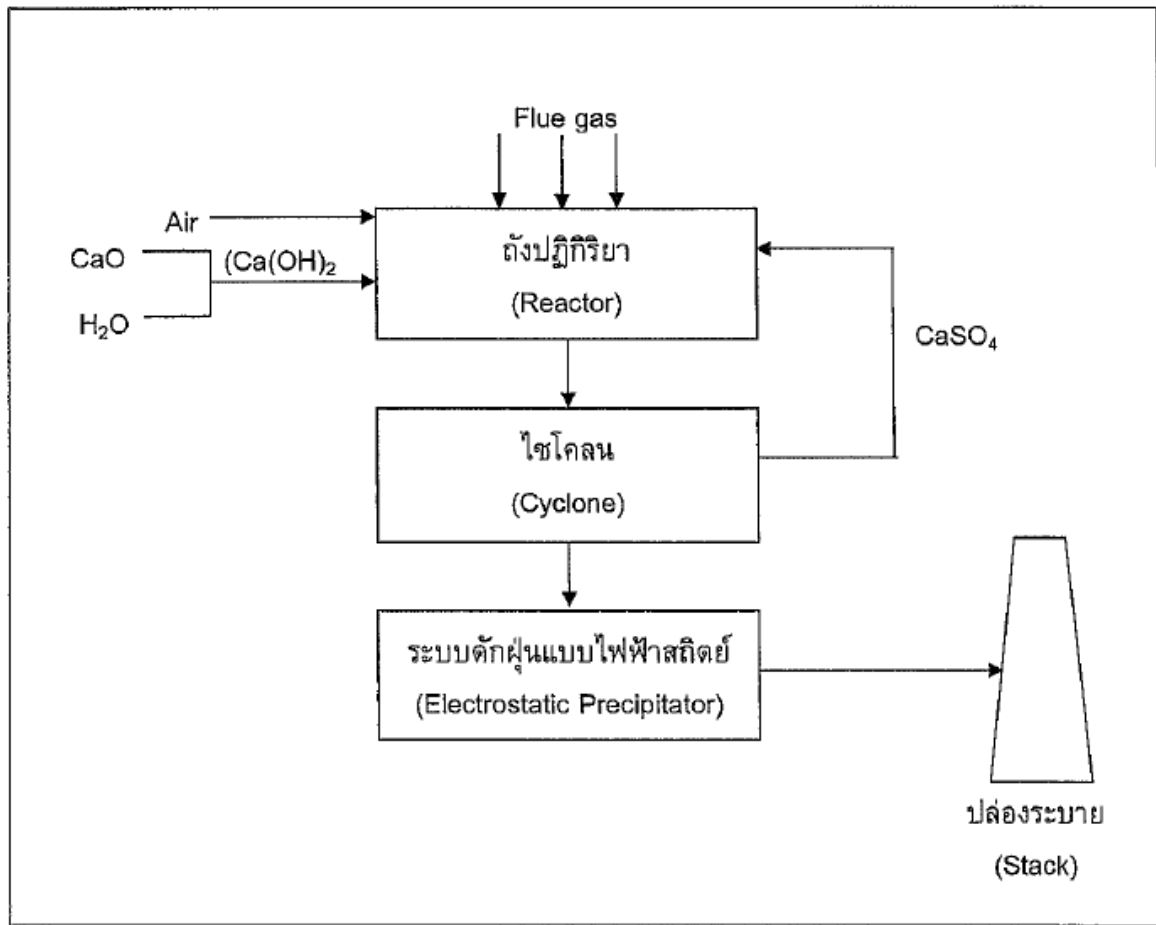 Flue gas
Air
CaO
(Ca(OH)₂
H₂O
ถังปฏิกิริยา
(Reactor)
CaSO₄
ไซโคลน
(Cyclone)
ระบบดักฝุ่นแบบไฟฟ้าสถิตย์
(Electrostatic Precipitator)
ปล่องระบาย
(Stack)